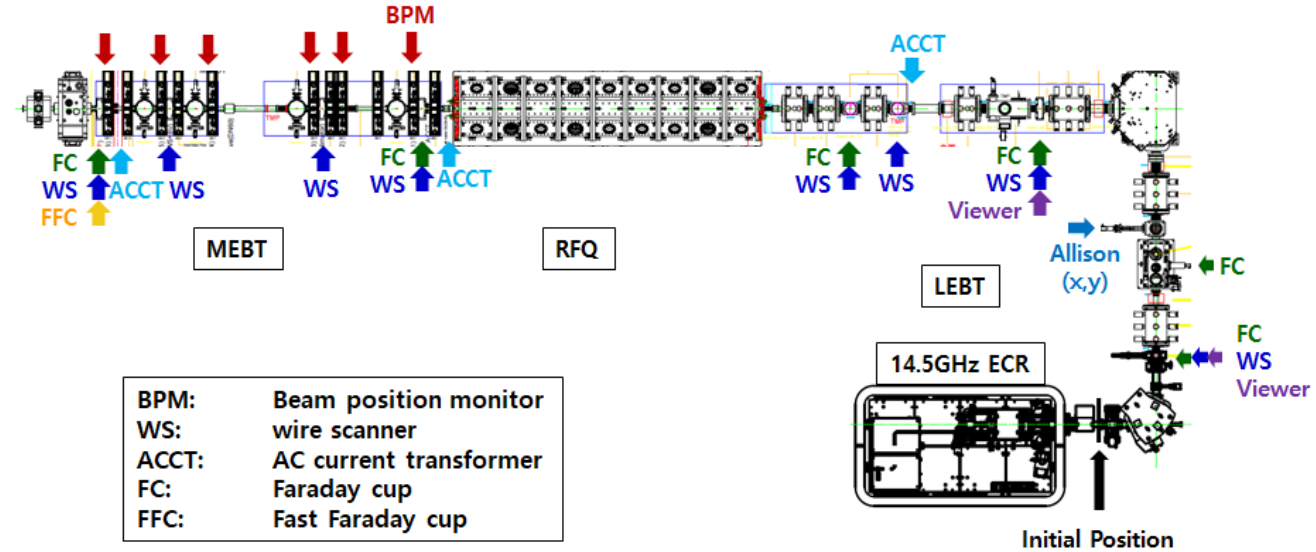 BPM
ACCT
FC
WS
FFC
ACCT
WS
WS
FC
WS
ACCT
FC
WS
WS
FC
WS
Viewer
MEBT
RFQ
LEBT
Allison
(x,y)
FC
FC
WS
Viewer
14.5GHz ECR
Initial Position
BPM: Beam position monitor
WS: wire scanner
ACCT: AC current transformer
FC: Faraday cup
FFC: Fast Faraday cup
TMP
TMP